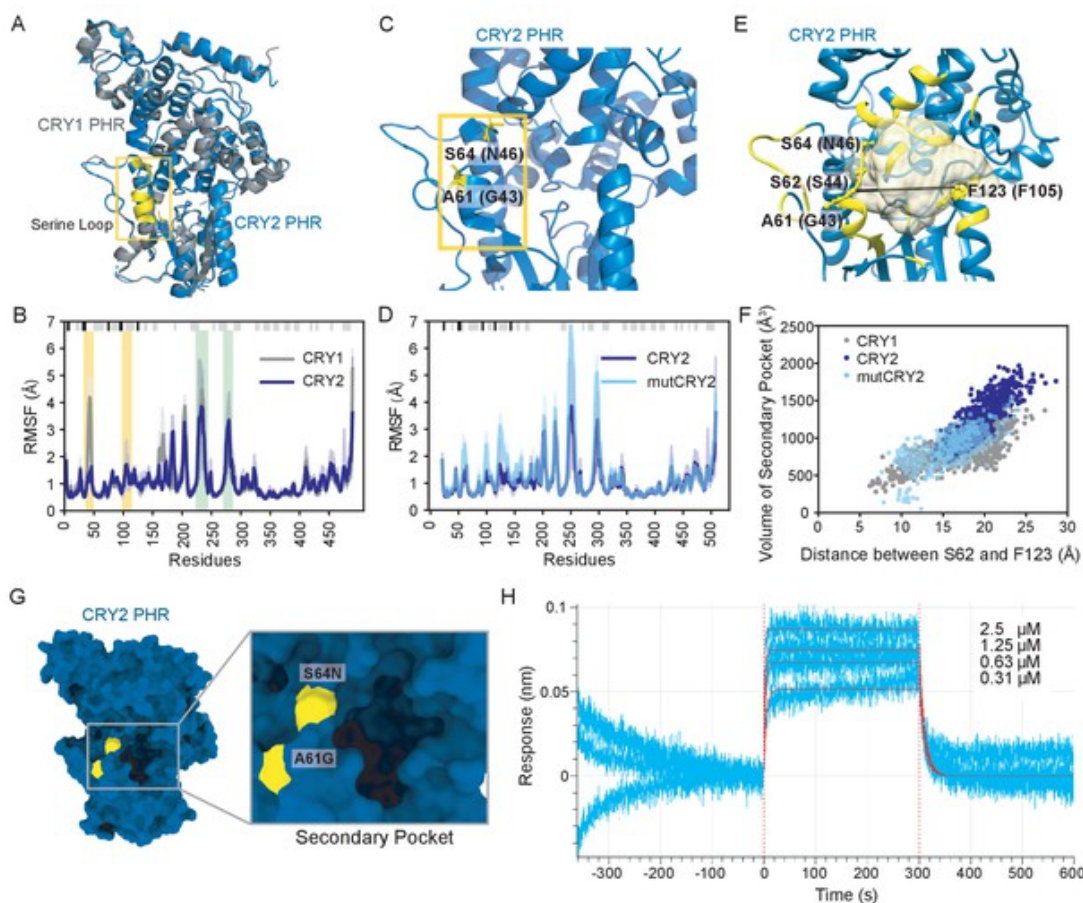 A
CRY1 PHR
Serine Loop
CRY2 PHR
B
RMSF (Å)
7
6
5
4
3
2
1
0
CRY1
CRY2
0
50
100
150
200
250
300
350
400
450
Residues
C
CRY2 PHR
S64 (N46)
A61 (G43)
D
RMSF (Å)
7
6
5
4
3
2
1
0
CRY2
mutCRY2
0
50
100
150
200
250
300
350
400
450
500
Residues
E
CRY2 PHR
S64 (N46)
S62 (S44)
F123 (F105)
A61 (G43)
F
Volume of Secondary Pocket (Å³)
2500
2000
1500
1000
500
0
CRY1
CRY2
mutCRY2
0 5 10 15 20 25 30
Distance between S62 and F123 (Å)
G
CRY2 PHR
S64N
A61G
Secondary Pocket
H
Response (nm)
0.1
0.05
0
2.5 µM
1.25 µM
0.63 µM
0.31 µM
-300 -200 -100 0 100 200 300 400 500 600
Time (s)